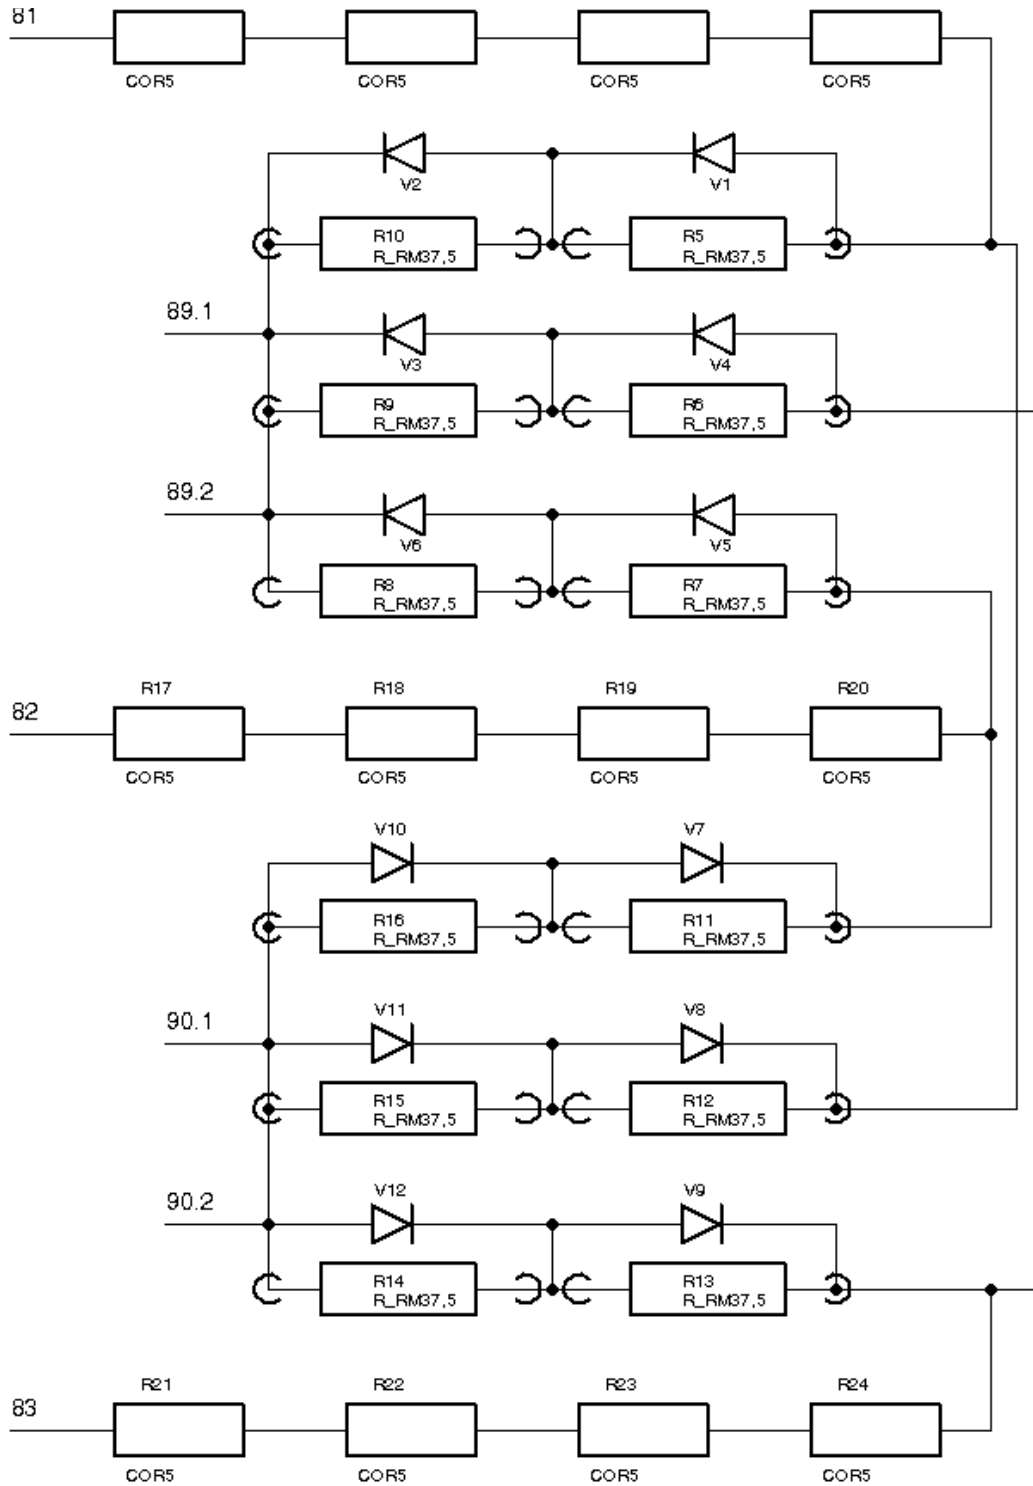 81
COR5 COR5 COR5 COR5
V2 V1
R10 R5
R_RM37,5 R_RM37,5
89.1
V3 V4
R9 R6
R_RM37,5 R_RM37,5
89.2
V6 V5
R8 R7
R_RM37,5 R_RM37,5
R17 R18 R19 R20
82
COR5 COR5 COR5 COR5
V10 V7
R16 R11
R_RM37,5 R_RM37,5
V11 V8
90.1
R15 R12
R_RM37,5 R_RM37,5
V12 V9
90.2
R14 R13
R_RM37,5 R_RM37,5
R21 R22 R23 R24
83
COR5 COR5 COR5 COR5